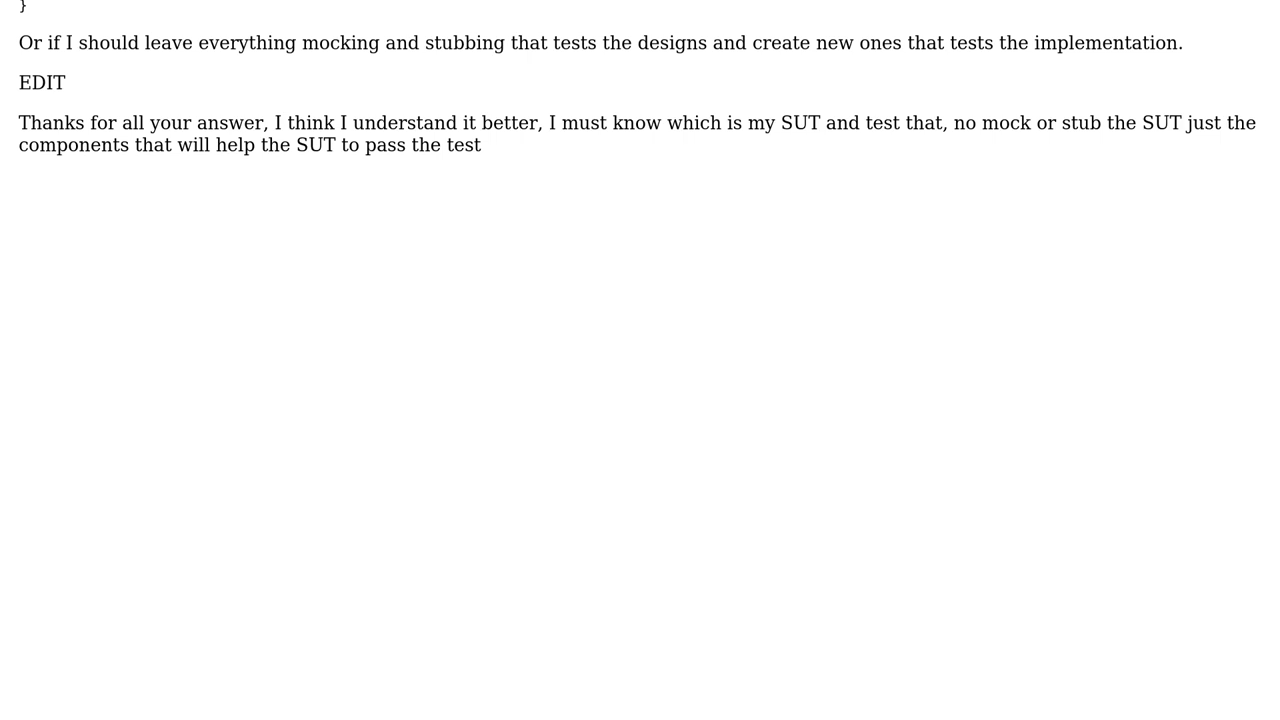 }
Or if I should leave everything mocking and stubbing that tests the designs and create new ones that tests the implementation.
EDIT
Thanks for all your answer, I think I understand it better, I must know which is my SUT and test that, no mock or stub the SUT just the
components that will help the SUT to pass the test